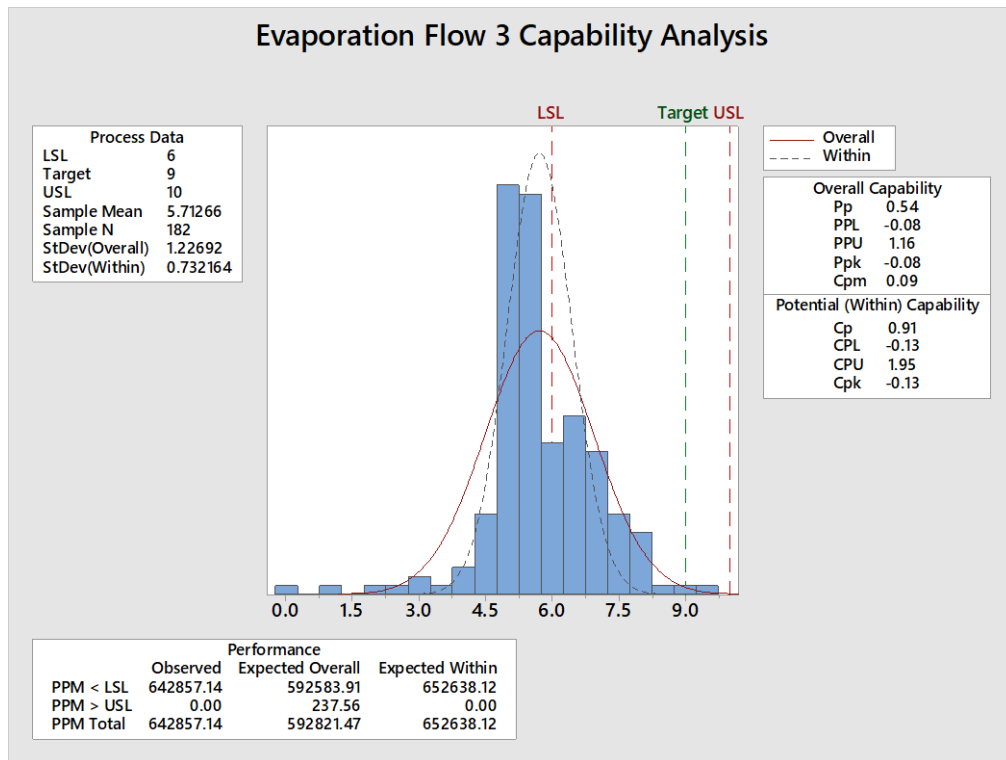 Evaporation Flow 3 Capability Analysis
LSL Target USL
Process Data
LSL 6
Target 9
USL 10
Sample Mean 5.71266
Sample N 182
StDev(Overall) 1.22692
StDev(Within) 0.732164
Overall
Within
Overall Capability
Pp 0.54
PPL -0.08
PPU 1.16
Ppk -0.08
Cpm 0.09
Potential (Within) Capability
Cp 0.91
CPL -0.13
CPU 1.95
Cpk -0.13
0.0 1.5 3.0 4.5 6.0 7.5 9.0
Performance
Observed Expected Overall Expected Within
PPM < LSL 642857.14 592583.91 652638.12
PPM > USL 0.00 237.56 0.00
PPM Total 642857.14 592821.47 652638.12